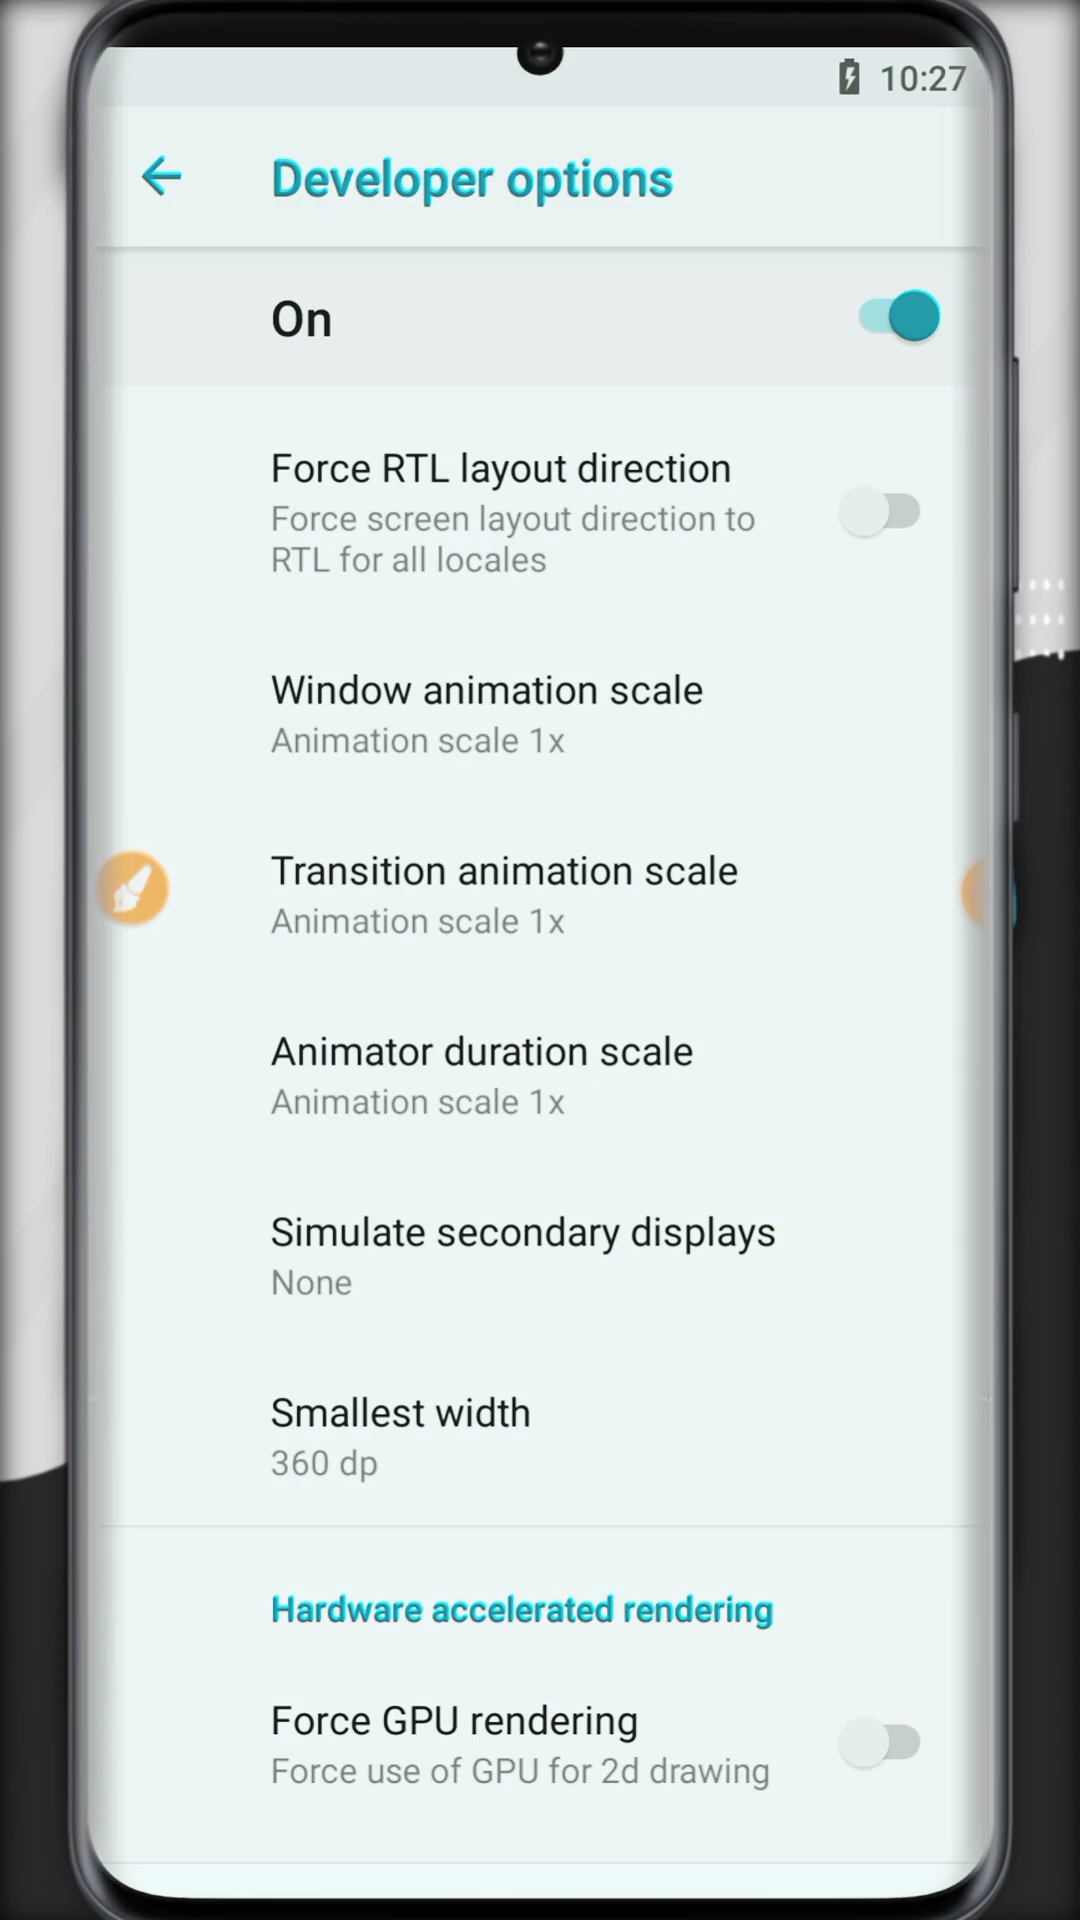 10:27
Developer options
On
Force RTL layout direction
Force screen layout direction to
RTL for all locales
Window animation scale
Animation scale 1x
Transition animation scale
Animation scale 1x
Animator duration scale
Animation scale 1x
Simulate secondary displays
None
Smallest width
360 dp
Hardware accelerated rendering
Force GPU rendering
Force use of GPU for 2d drawing